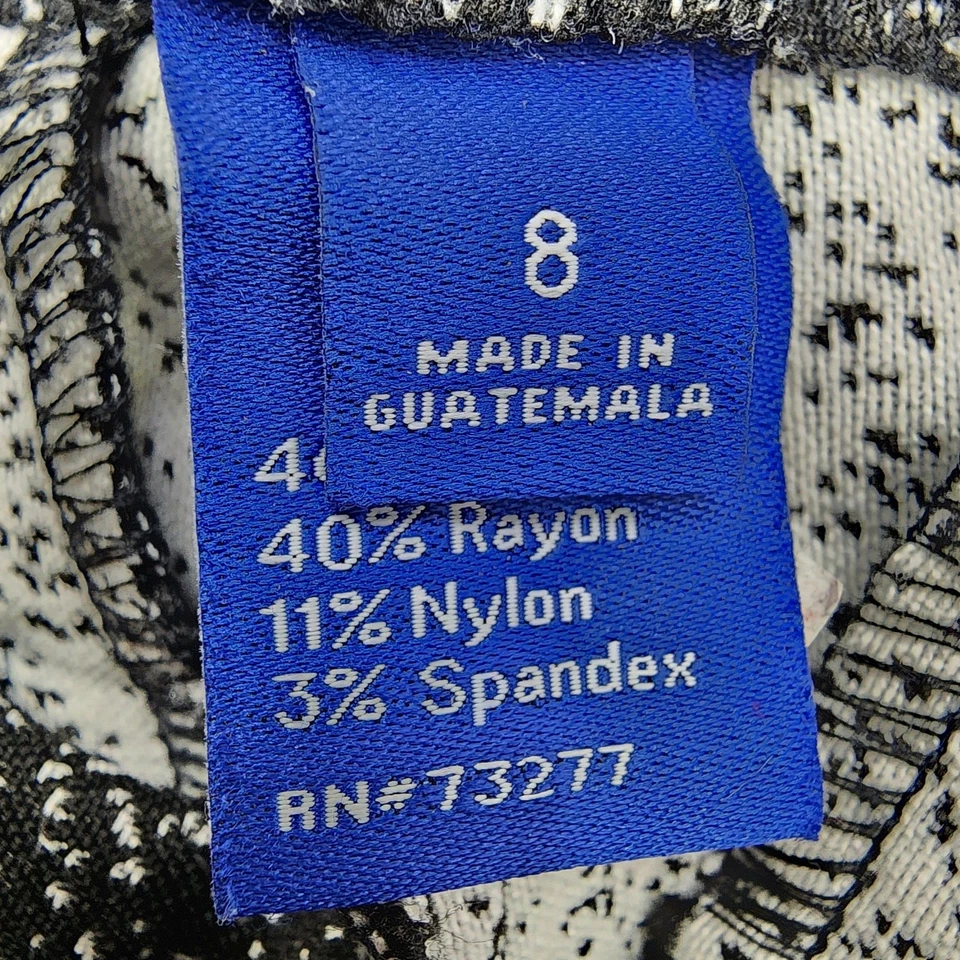 8
MADE IN
GUATEMALA
40% Rayon
11% Nylon
3% Spandex
RN#73277